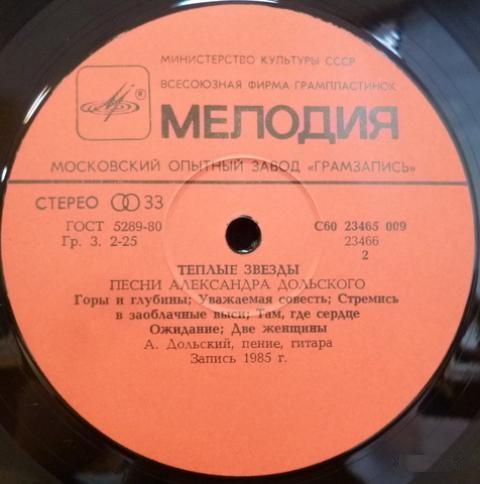 МИНИСТЕРСТВО КУЛЬТУРЫ СССР
ВСЕСОЮЗНАЯ ФИРМА ГРАМПЛАСТИНОК
®
МЕЛОДИЯ
МОСКОВСКИЙ ОПЫТНЫЙ ЗАВОД «ГРАМЗАПИСЬ»
СТЕРЕО 33
ГОСТ 5289-80 С60 23465 009
Гр. 3. 2-25 23466
2
ТЕПЛЫЕ ЗВЕЗДЫ
ПЕСНИ АЛЕКСАНДРА ДОЛЬСКОГО
Горы и глубины; Уважаемая совесть; Стремись
в заоблачные выси; Там, где сердце
Ожидание; Две женщины
А. Дольский, пение, гитара
Запись 1985 г.